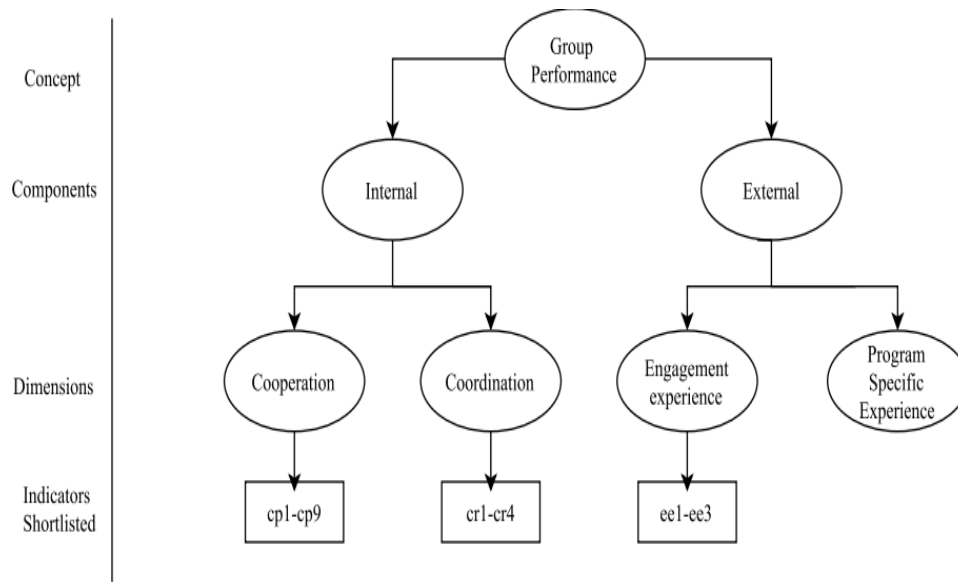 Group
Performance
Concept
Components
Internal
External
Dimensions
Cooperation
Coordination
Engagement
experience
Program
Specific
Experience
Indicators
Shortlisted
cp1-cp9
cr1-cr4
ee1-ee3